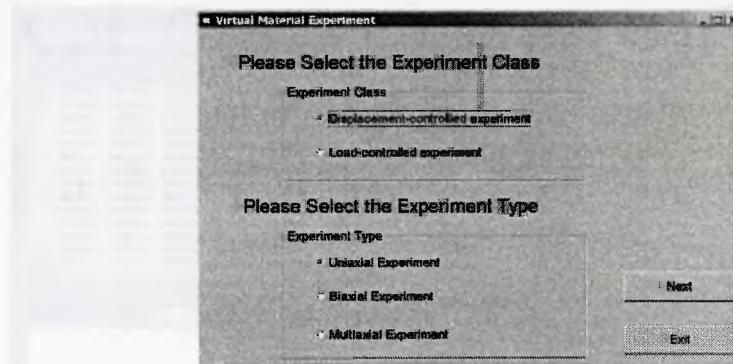 Virtual Material Experiment
Please Select the Experiment Class
Experiment Class
Displacement-controlled experiment
Load-controlled experiment
Please Select the Experiment Type
Experiment Type
Uniaxial Experiment
Biaxial Experiment
Multiaxial Experiment
Next
Exit